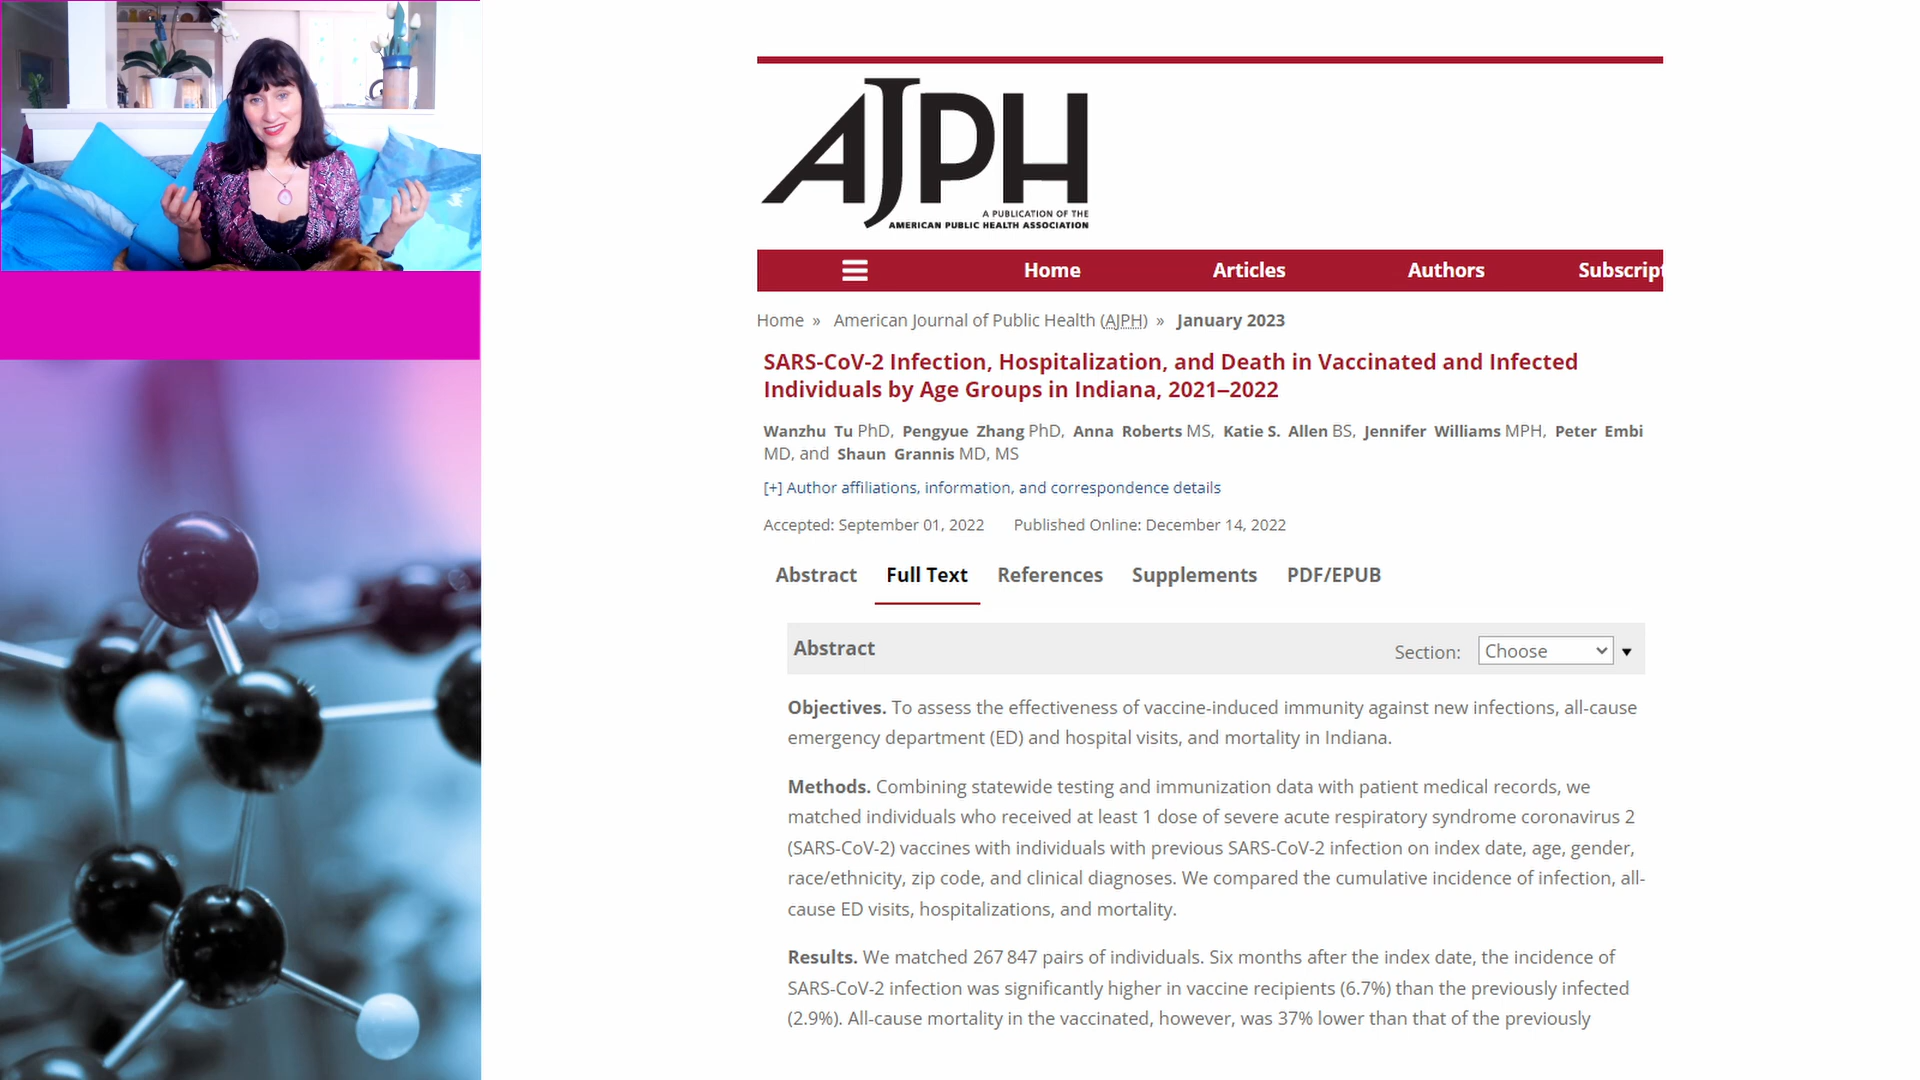 AJPH
A PUBLICATION OF THE
AMERICAN PUBLIC HEALTH ASSOCIATION
Home Articles Authors Subscript
Home » American Journal of Public Health (AJPH) » January 2023
SARS-CoV-2 Infection, Hospitalization, and Death in Vaccinated and Infected
Individuals by Age Groups in Indiana, 2021–2022
Wanzhu Tu PhD, Pengyue Zhang PhD, Anna Roberts MS, Katie S. Allen BS, Jennifer Williams MPH, Peter Embi
MD, and Shaun Grannis MD, MS
[+] Author affiliations, information, and correspondence details
Accepted: September 01, 2022 Published Online: December 14, 2022
Abstract Full Text References Supplements PDF/EPUB
Abstract Section: Choose
Objectives. To assess the effectiveness of vaccine-induced immunity against new infections, all-cause
emergency department (ED) and hospital visits, and mortality in Indiana.
Methods. Combining statewide testing and immunization data with patient medical records, we
matched individuals who received at least 1 dose of severe acute respiratory syndrome coronavirus 2
(SARS-CoV-2) vaccines with individuals with previous SARS-CoV-2 infection on index date, age, gender,
race/ethnicity, zip code, and clinical diagnoses. We compared the cumulative incidence of infection, all-
cause ED visits, hospitalizations, and mortality.
Results. We matched 267 847 pairs of individuals. Six months after the index date, the incidence of
SARS-CoV-2 infection was significantly higher in vaccine recipients (6.7%) than the previously infected
(2.9%). All-cause mortality in the vaccinated, however, was 37% lower than that of the previously